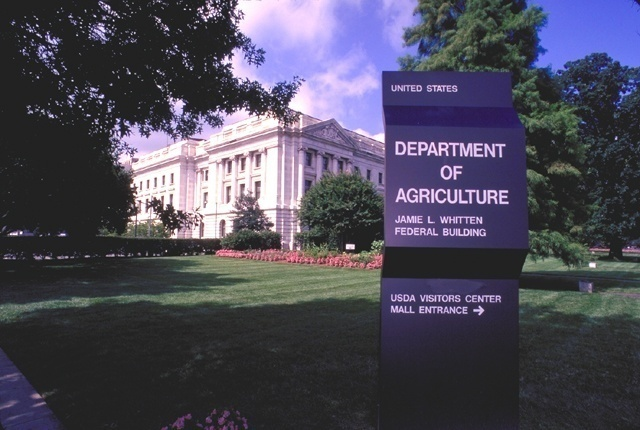 UNITED STATES
DEPARTMENT
OF
AGRICULTURE
JAMIE L. WHITTEN
FEDERAL BUILDING
USDA VISITORS CENTER
MALL ENTRANCE →